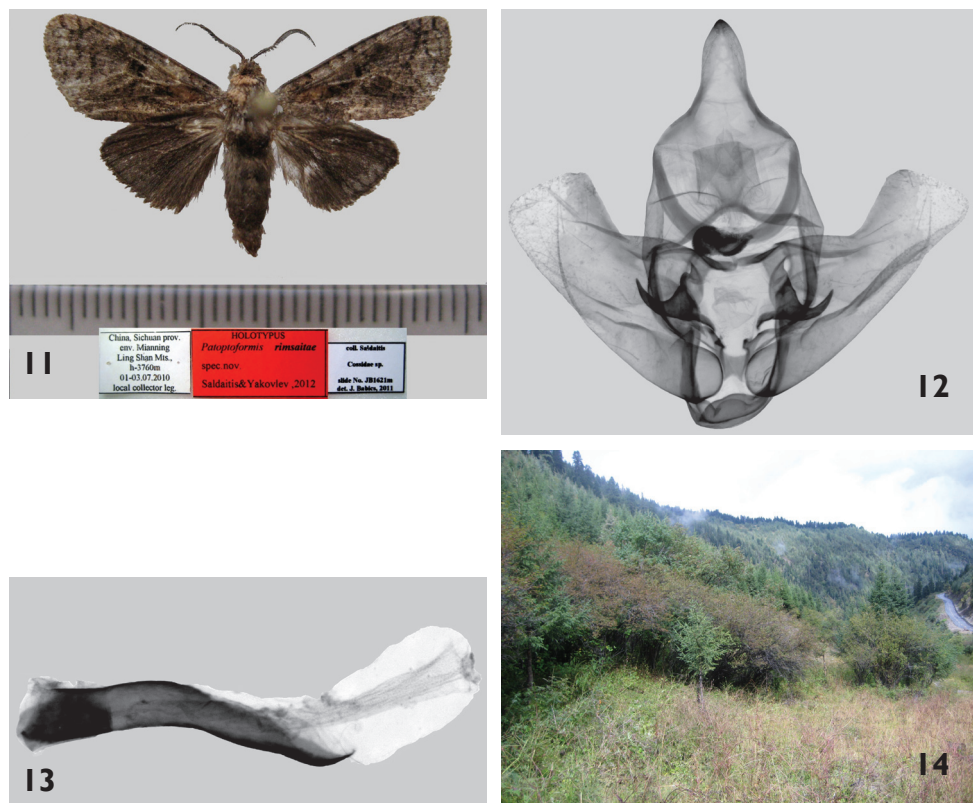 11
China, Sichuan prov.
env. Mianning
Ling Shan Mts.,
h-3760m
01-03.07.2010
local collector leg.
HOLOTYPUS
Patoptoformis rimsaitae
spec.nov.
Saldaitis&Yakovlev ,2012
coll. Saldaitis
Cossidae sp.
slide No. JB1621m
det. J. Babics, 2011
12
13
14